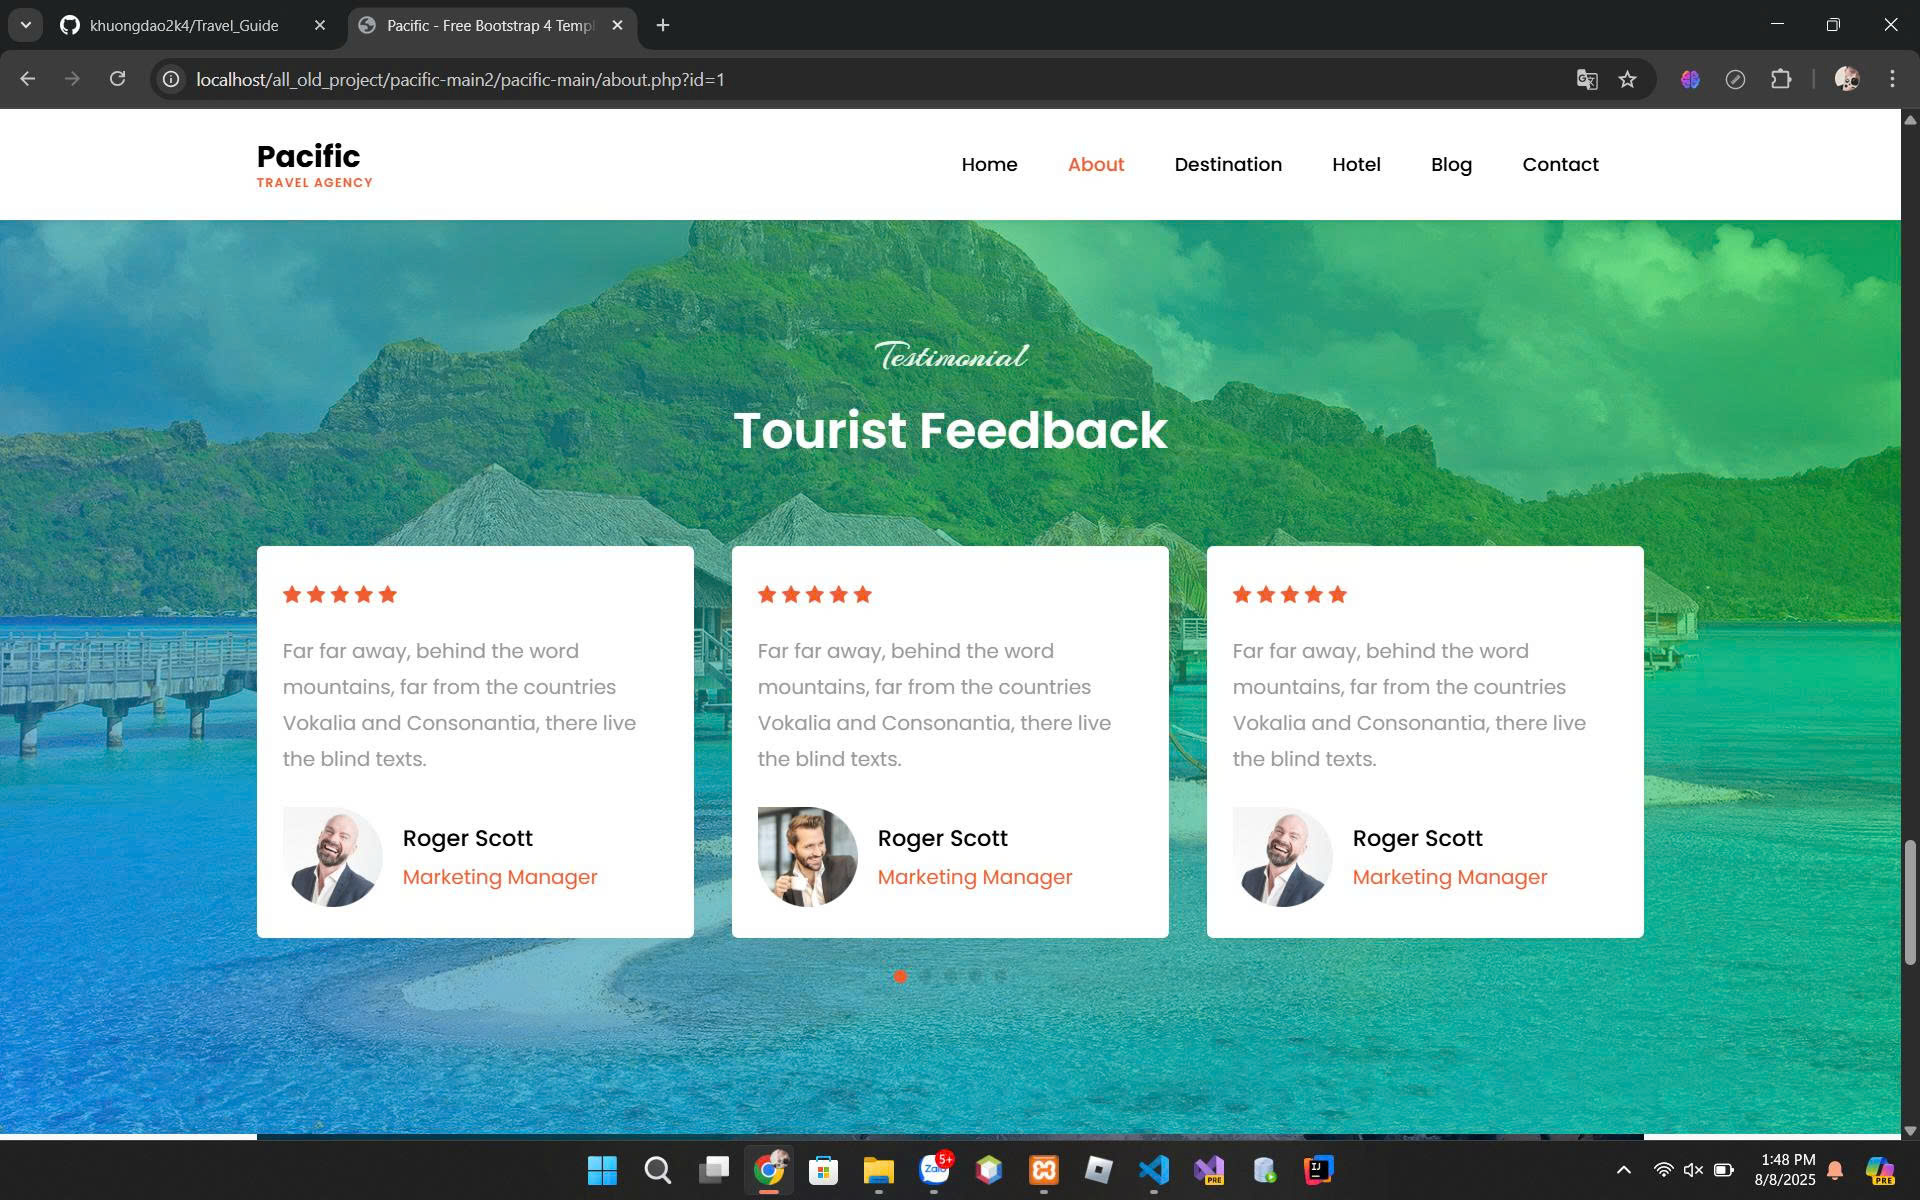 khuongdao2k4/Travel_Guide
Pacific - Free Bootstrap 4 Templ
localhost/all_old_project/pacific-main2/pacific-main/about.php?id=1
Pacific
TRAVEL AGENCY
Home
About
Destination
Hotel
Blog
Contact
Testimonial
Tourist Feedback
Far far away, behind the word
mountains, far from the countries
Vokalia and Consonantia, there live
the blind texts.
Roger Scott
Marketing Manager
Far far away, behind the word
mountains, far from the countries
Vokalia and Consonantia, there live
the blind texts.
Roger Scott
Marketing Manager
Far far away, behind the word
mountains, far from the countries
Vokalia and Consonantia, there live
the blind texts.
Roger Scott
Marketing Manager
Zalo
5+
PRE
IJ
1:48 PM
8/8/2025
PRE